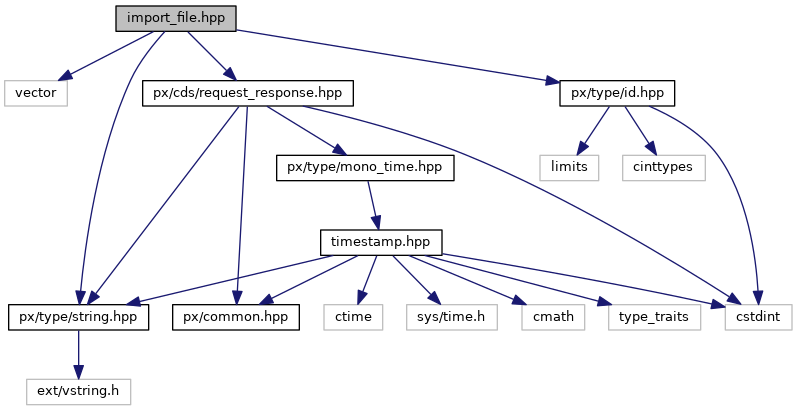 import_file.hpp
vector
px/cds/request_response.hpp
px/type/id.hpp
px/type/mono_time.hpp
limits
cinttypes
timestamp.hpp
px/type/string.hpp
px/common.hpp
ctime
sys/time.h
cmath
type_traits
cstdint
ext/vstring.h